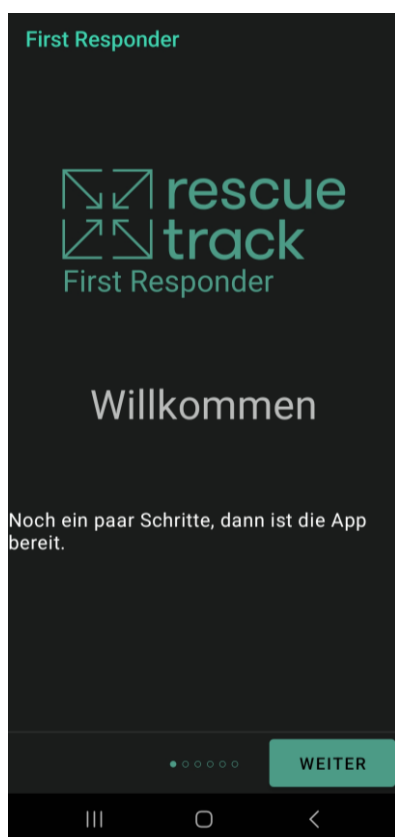 First Responder
rescue
track
First Responder
Willkommen
Noch ein paar Schritte, dann ist die App
bereit.
WEITER